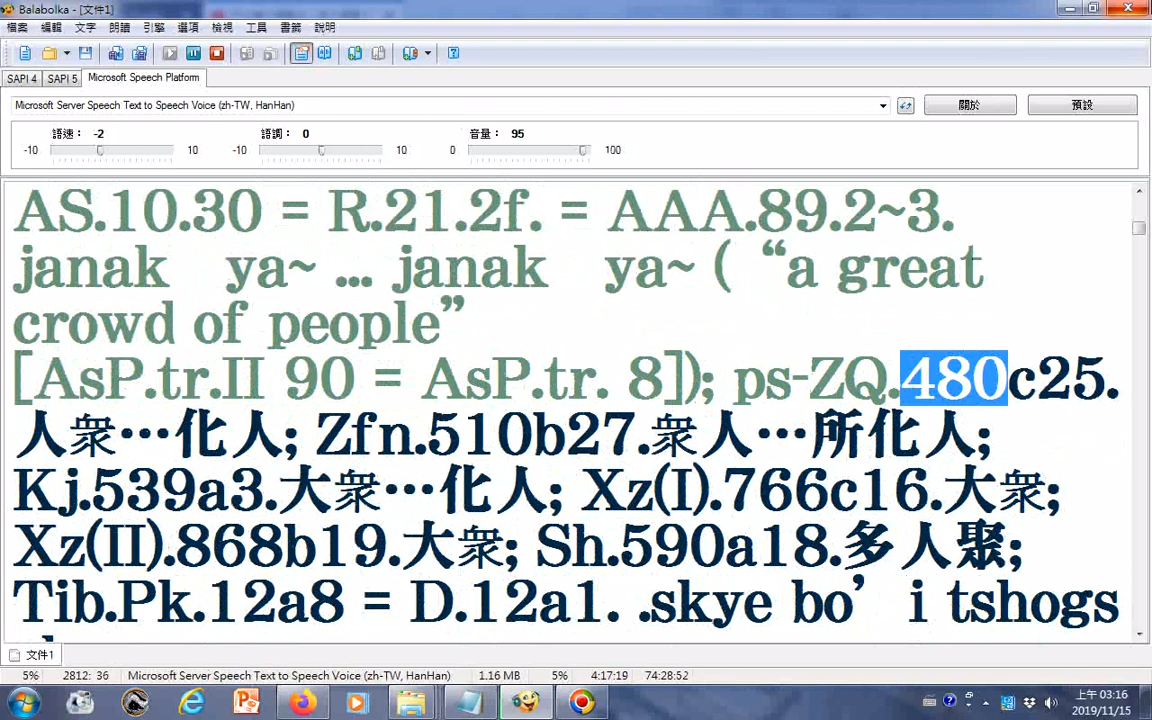 Balabolka - [文件1]
檔案 編輯 文字 朗讀 引擎 選項 檢視 工具 書籤 說明
SAPI 4 SAPI 5 Microsoft Speech Platform
Microsoft Server Speech Text to Speech Voice (zh-TW, HanHan) 關於 預設
語速： -2 語調： 0 音量： 95
-10 10 -10 10 0 100
AS.10.30 = R.21.2f. = AAA.89.2~3.
janak ya~ ... janak ya~ ( “a great
crowd of people”
[AsP.tr.II 90 = AsP.tr. 8]); ps-ZQ.480c25.
人衆…化人; Zfn.510b27.衆人…所化人;
Kj.539a3.大衆…化人; Xz(I).766c16.大衆;
Xz(II).868b19.大衆; Sh.590a18.多人聚;
Tib.Pk.12a8 = D.12a1. .skye bo’i tshogs
文件1
5% 2812: 36 Microsoft Server Speech Text to Speech Voice (zh-TW, HanHan) 1.16 MB 5% 4:17:19 74:28:52
上午 03:16
2019/11/15